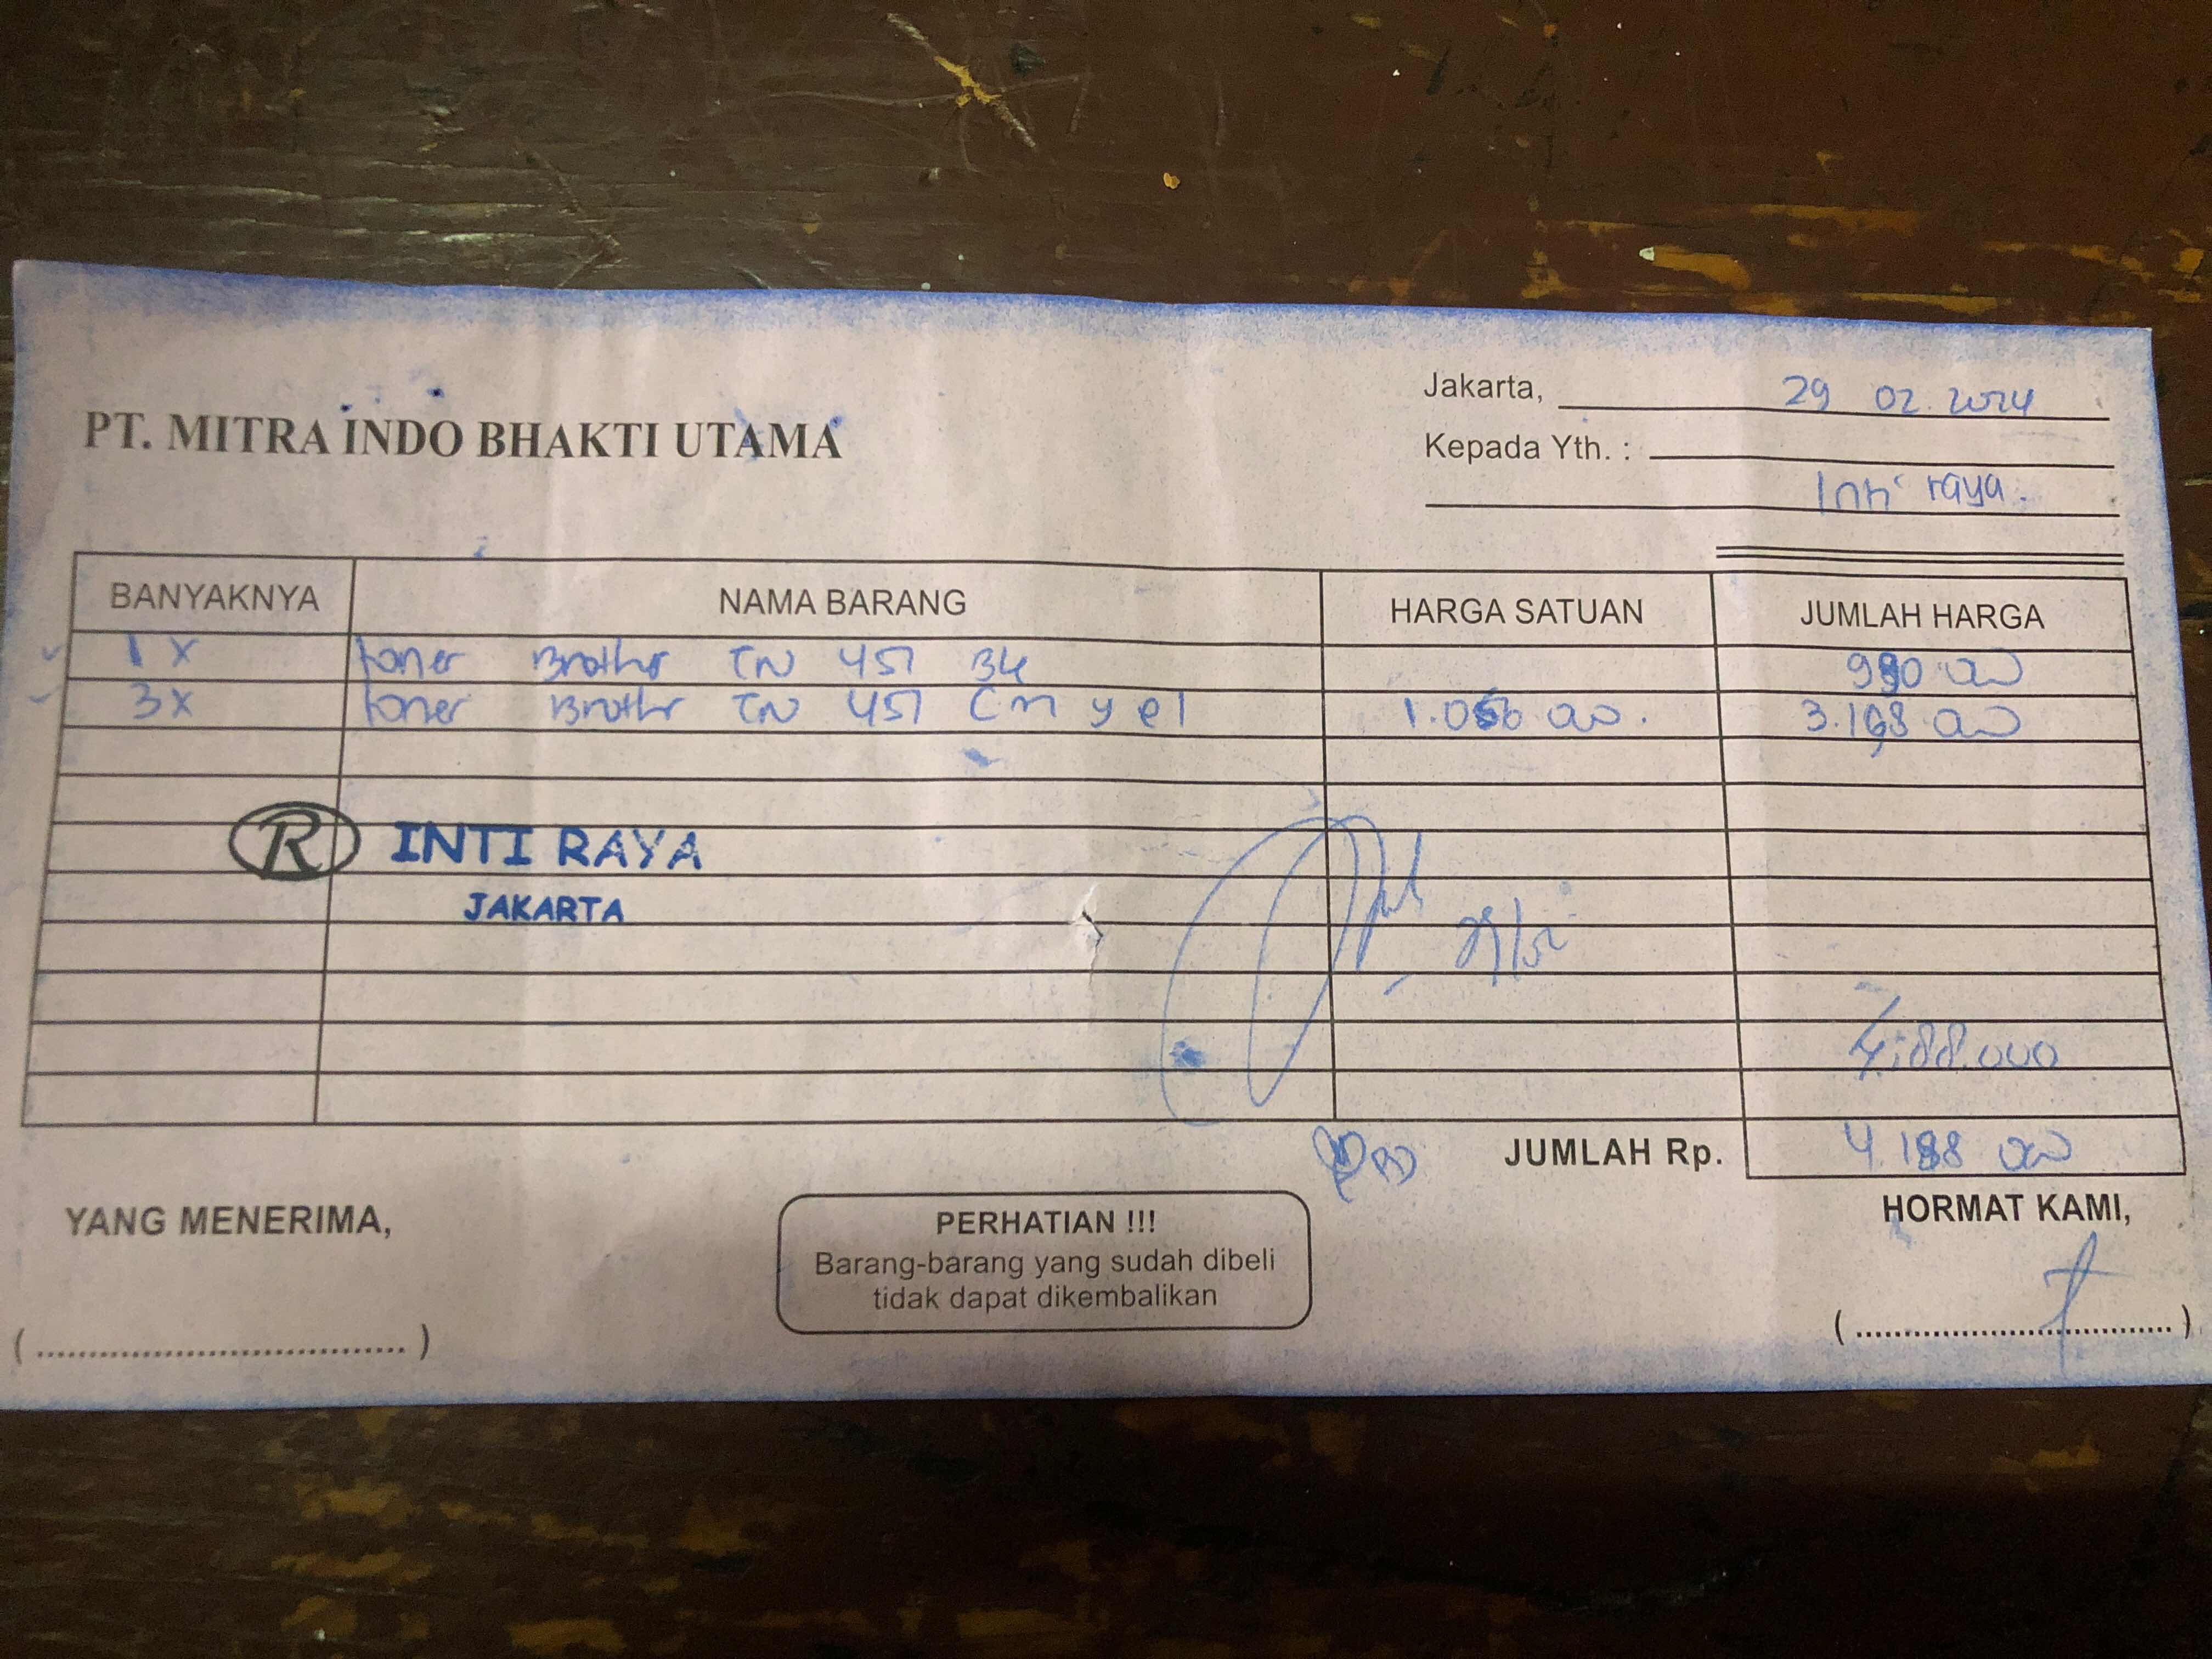 PT. MITRA INDO BHAKTI UTAMA
Jakarta, 29 02. 2024
Kepada Yth. :
Inti raya.
BANYAKNYA NAMA BARANG HARGA SATUAN JUMLAH HARGA
1 X toner Brother TN 451 BK 990 000
3X toner Brother TN 451 C m yel 1.056 000. 3.168 000
R INTI RAYA
JAKARTA
4.188.000
JUMLAH Rp. 4.188 000
YANG MENERIMA,
PERHATIAN !!!
Barang-barang yang sudah dibeli
tidak dapat dikembalikan
HORMAT KAMI,
(....................................)
(....................................)